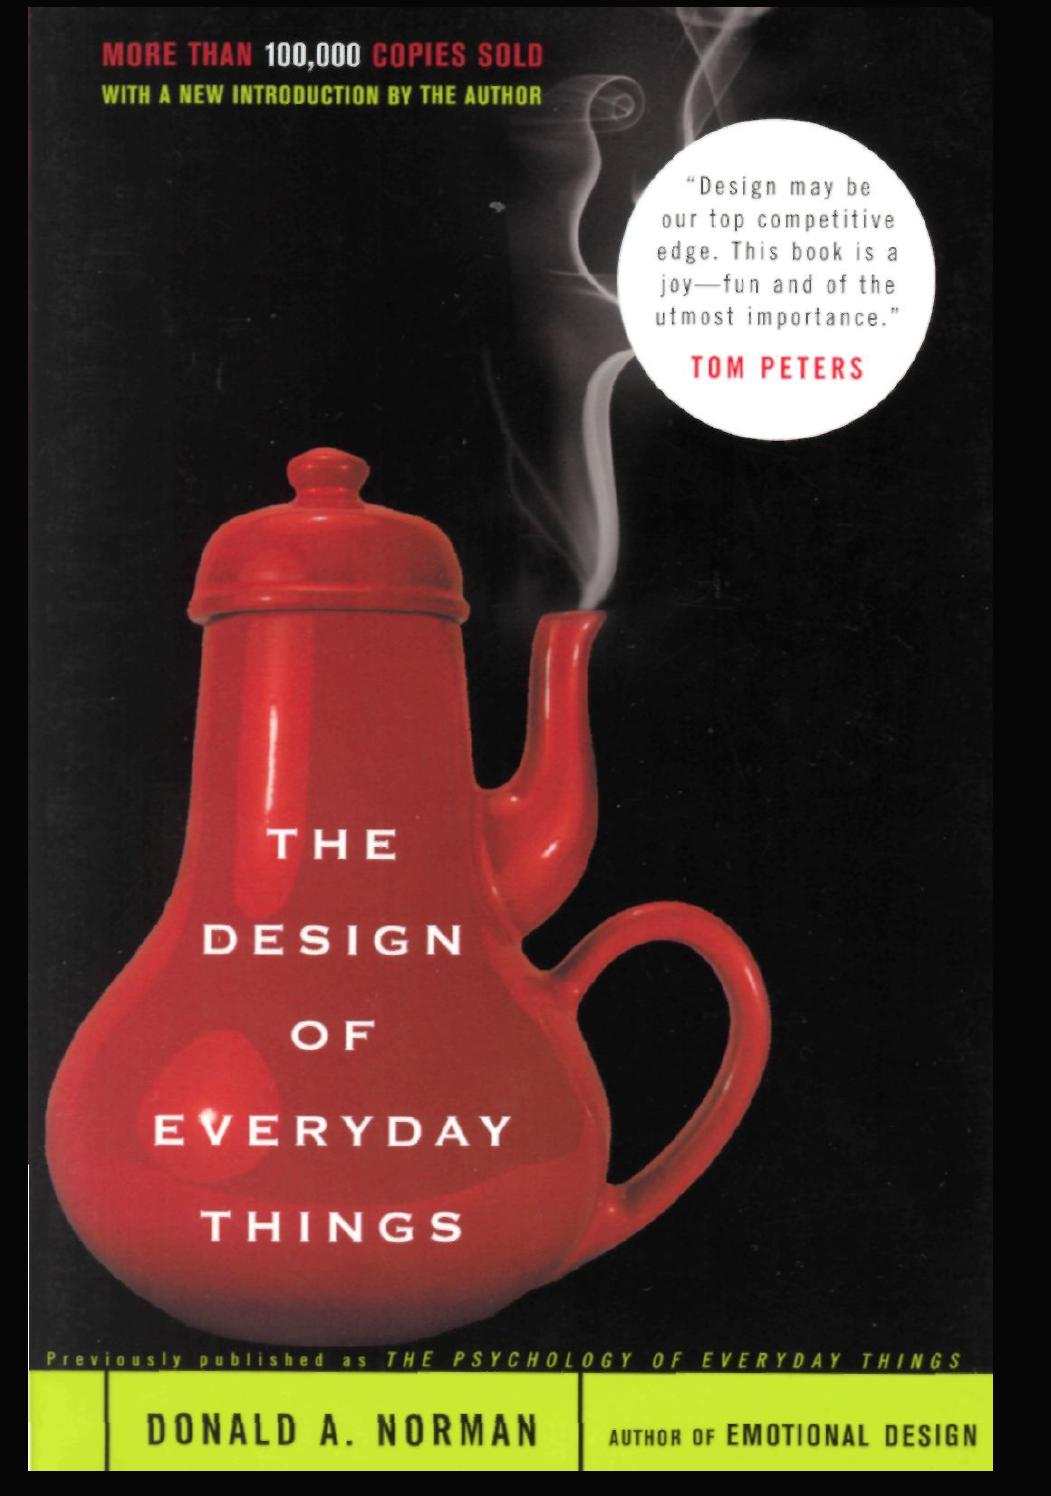 MORE THAN 100,000 COPIES SOLD
WITH A NEW INTRODUCTION BY THE AUTHOR
“Design may be
our top competitive
edge. This book is a
joy—fun and of the
utmost importance.”
TOM PETERS
THE
DESIGN
OF
EVERYDAY
THINGS
Previously published as THE PSYCHOLOGY OF EVERYDAY THINGS
DONALD A. NORMAN
AUTHOR OF EMOTIONAL DESIGN